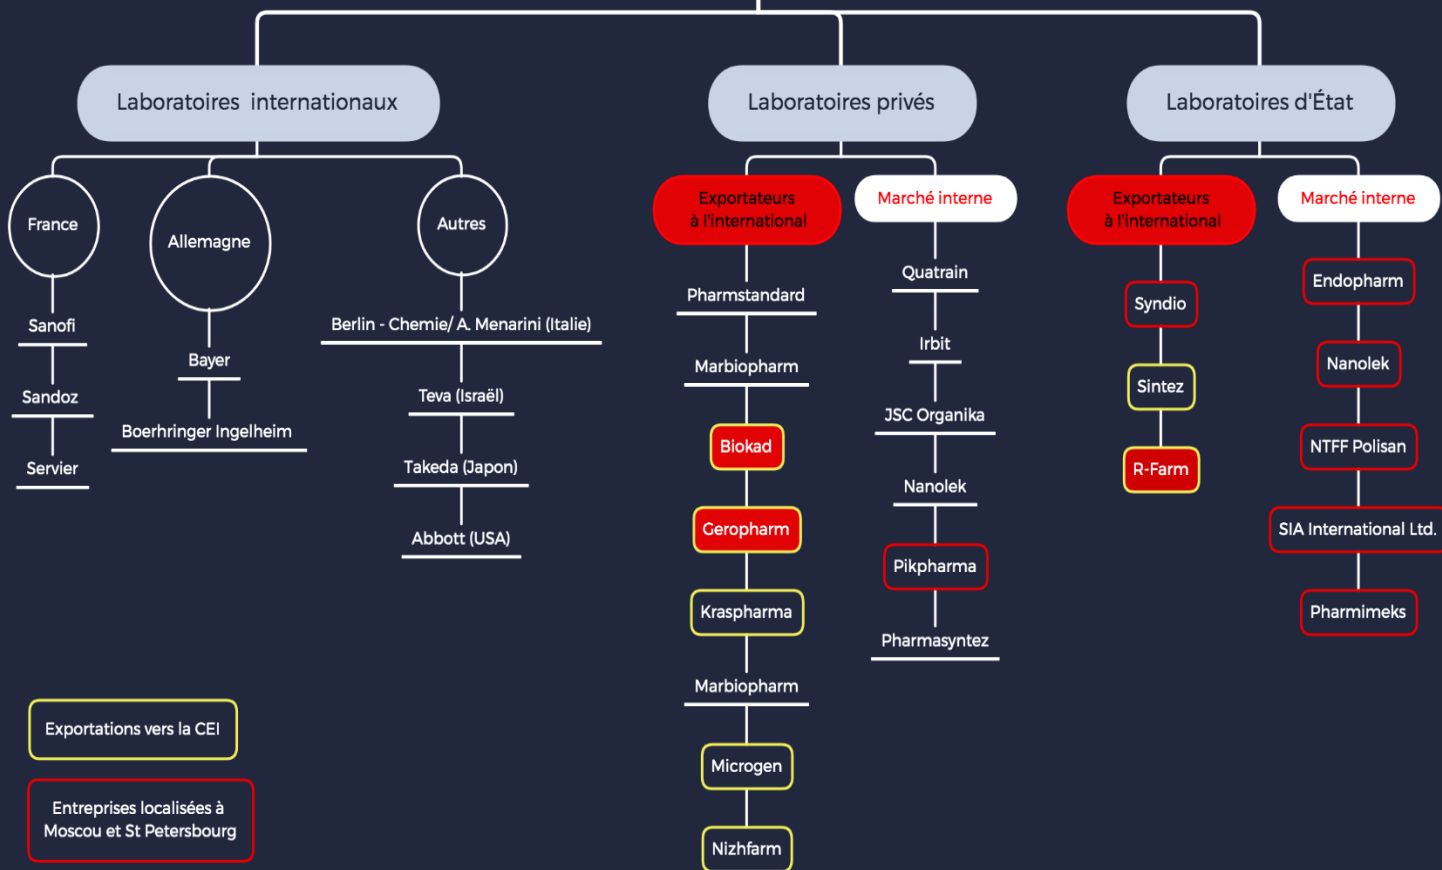 Laboratoires internationaux
Laboratoires privés
Laboratoires d'État
France
Allemagne
Autres
Sanofi
Sandoz
Servier
Bayer
Boerhringer Ingelheim
Berlin - Chemie/ A. Menarini (Italie)
Teva (Israël)
Takeda (Japon)
Abbott (USA)
Exportateurs
à l'international
Marché interne
Pharmstandard
Marbiopharm
Biokad
Geropharm
Kraspharma
Marbiopharm
Microgen
Nizhfarm
Quatrain
Irbit
JSC Organika
Nanolek
Pikpharma
Pharmasyntez
Exportateurs
à l'international
Marché interne
Syndio
Sintez
R-Farm
Endopharm
Nanolek
NTFF Polisan
SIA International Ltd.
Pharmimeks
Exportations vers la CEI
Entreprises localisées à
Moscou et St Petersbourg